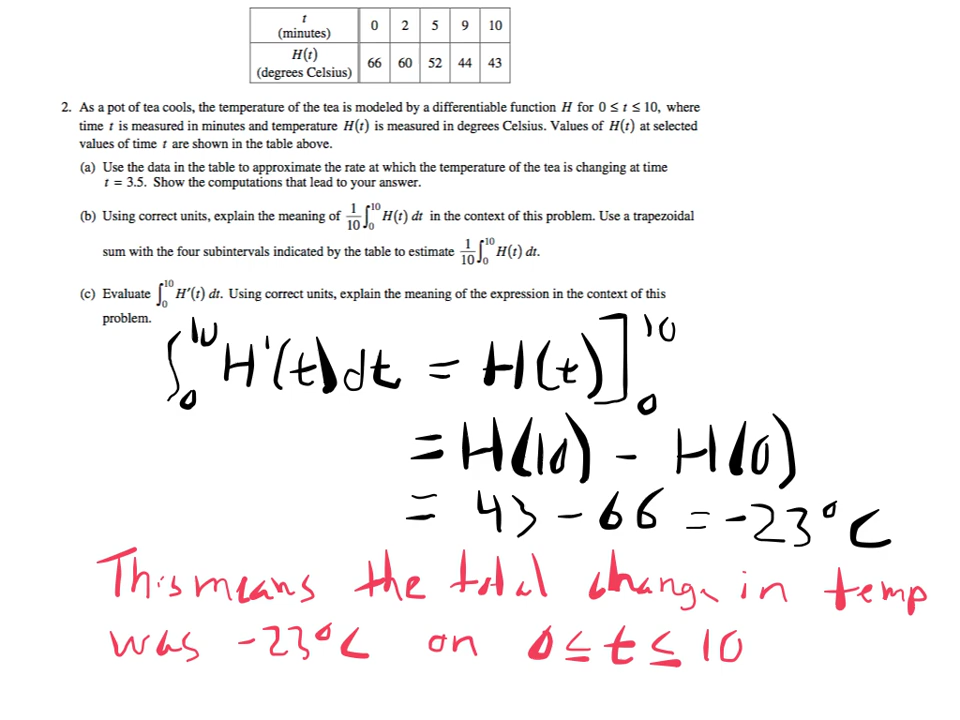 t (minutes) 0 2 5 9 10
H(t) (degrees Celsius) 66 60 52 44 43
2. As a pot of tea cools, the temperature of the tea is modeled by a differentiable function H for 0 ≤ t ≤ 10, where
time t is measured in minutes and temperature H(t) is measured in degrees Celsius. Values of H(t) at selected
values of time t are shown in the table above.
(a) Use the data in the table to approximate the rate at which the temperature of the tea is changing at time
t = 3.5. Show the computations that lead to your answer.
(b) Using correct units, explain the meaning of 1/10 ∫₀¹⁰ H(t) dt in the context of this problem. Use a trapezoidal
sum with the four subintervals indicated by the table to estimate 1/10 ∫₀¹⁰ H(t) dt.
(c) Evaluate ∫₀¹⁰ H′(t) dt. Using correct units, explain the meaning of the expression in the context of this
problem.
∫₀¹⁰ H'(t)dt = H(t)]₀¹⁰
= H(10) - H(0)
= 43 - 66 = -23°C
This means the total change in temp
was -23°C on 0 ≤ t ≤ 10